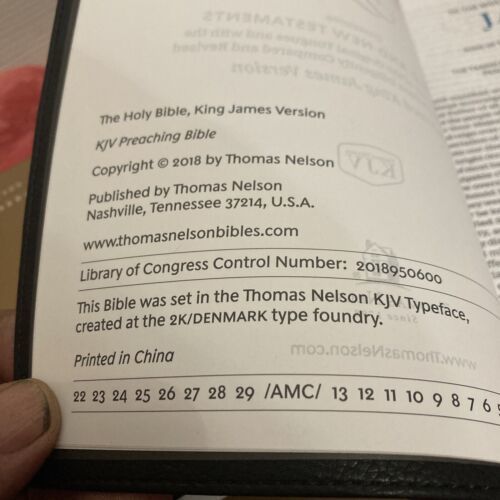 The Holy Bible, King James Version
KJV Preaching Bible
Copyright © 2018 by Thomas Nelson
Published by Thomas Nelson
Nashville, Tennessee 37214, U.S.A.
www.thomasnelsonbibles.com
Library of Congress Control Number: 2018950600
This Bible was set in the Thomas Nelson KJV Typeface,
created at the 2K/DENMARK type foundry.
Printed in China
22 23 24 25 26 27 28 29 /AMC/ 13 12 11 10 9 8 7 6